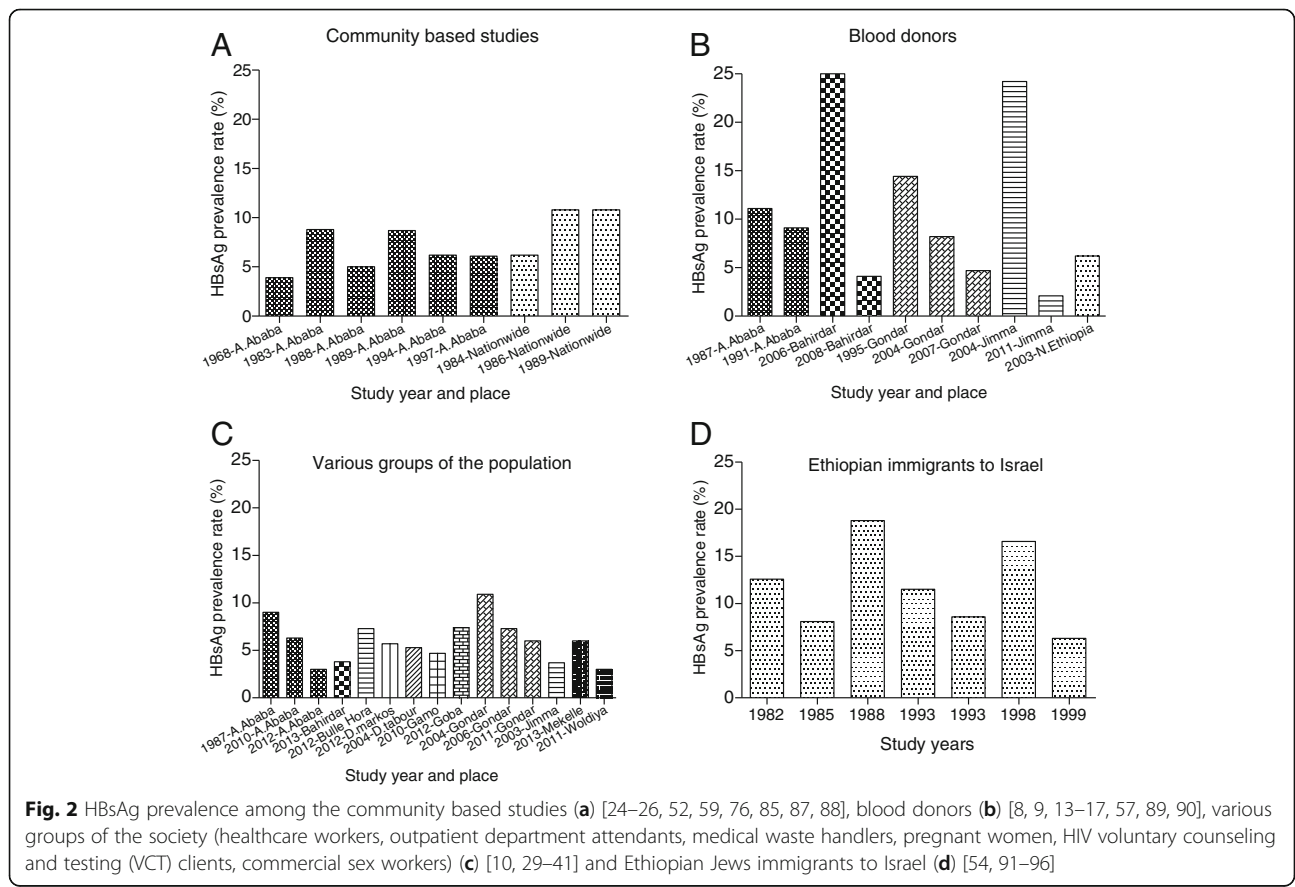 A
Community based studies
HBsAg prevalence rate (%)
25
20
15
10
5
0
1968-A.Ababa
1983-A.Ababa
1988-A.Ababa
1989-A.Ababa
1994-A.Ababa
1997-A.Ababa
1984-Nationwide
1986-Nationwide
1989-Nationwide
Study year and place
B
Blood donors
HBsAg prevalence rate (%)
25
20
15
10
5
0
1987-A.Ababa
1991-A.Ababa
2006-Bahirdar
2008-Bahirdar
1995-Gondar
2004-Gondar
2007-Gondar
2004-Jimma
2011-Jimma
2003-N.Ethiopia
Study year and place
C
Various groups of the population
HBsAg prevalence rate (%)
25
20
15
10
5
0
1987-A.Ababa
2010-A.Ababa
2012-A.Ababa
2013-Bahirdar
2012-Bulle Hora
2012-D.markos
2004-D.tabour
2010-Gamo
2012-Goba
2004-Gondar
2006-Gondar
2011-Gondar
2003-Jimma
2013-Mekelle
2011-Woldiya
Study year and place
D
Ethiopian immigrants to Israel
HBsAg prevalence rate (%)
25
20
15
10
5
0
1982
1985
1988
1993
1993
1998
1999
Study years
Fig. 2 HBsAg prevalence among the community based studies (a) [24–26, 52, 59, 76, 85, 87, 88], blood donors (b) [8, 9, 13–17, 57, 89, 90], various
groups of the society (healthcare workers, outpatient department attendants, medical waste handlers, pregnant women, HIV voluntary counseling
and testing (VCT) clients, commercial sex workers) (c) [10, 29–41] and Ethiopian Jews immigrants to Israel (d) [54, 91–96]